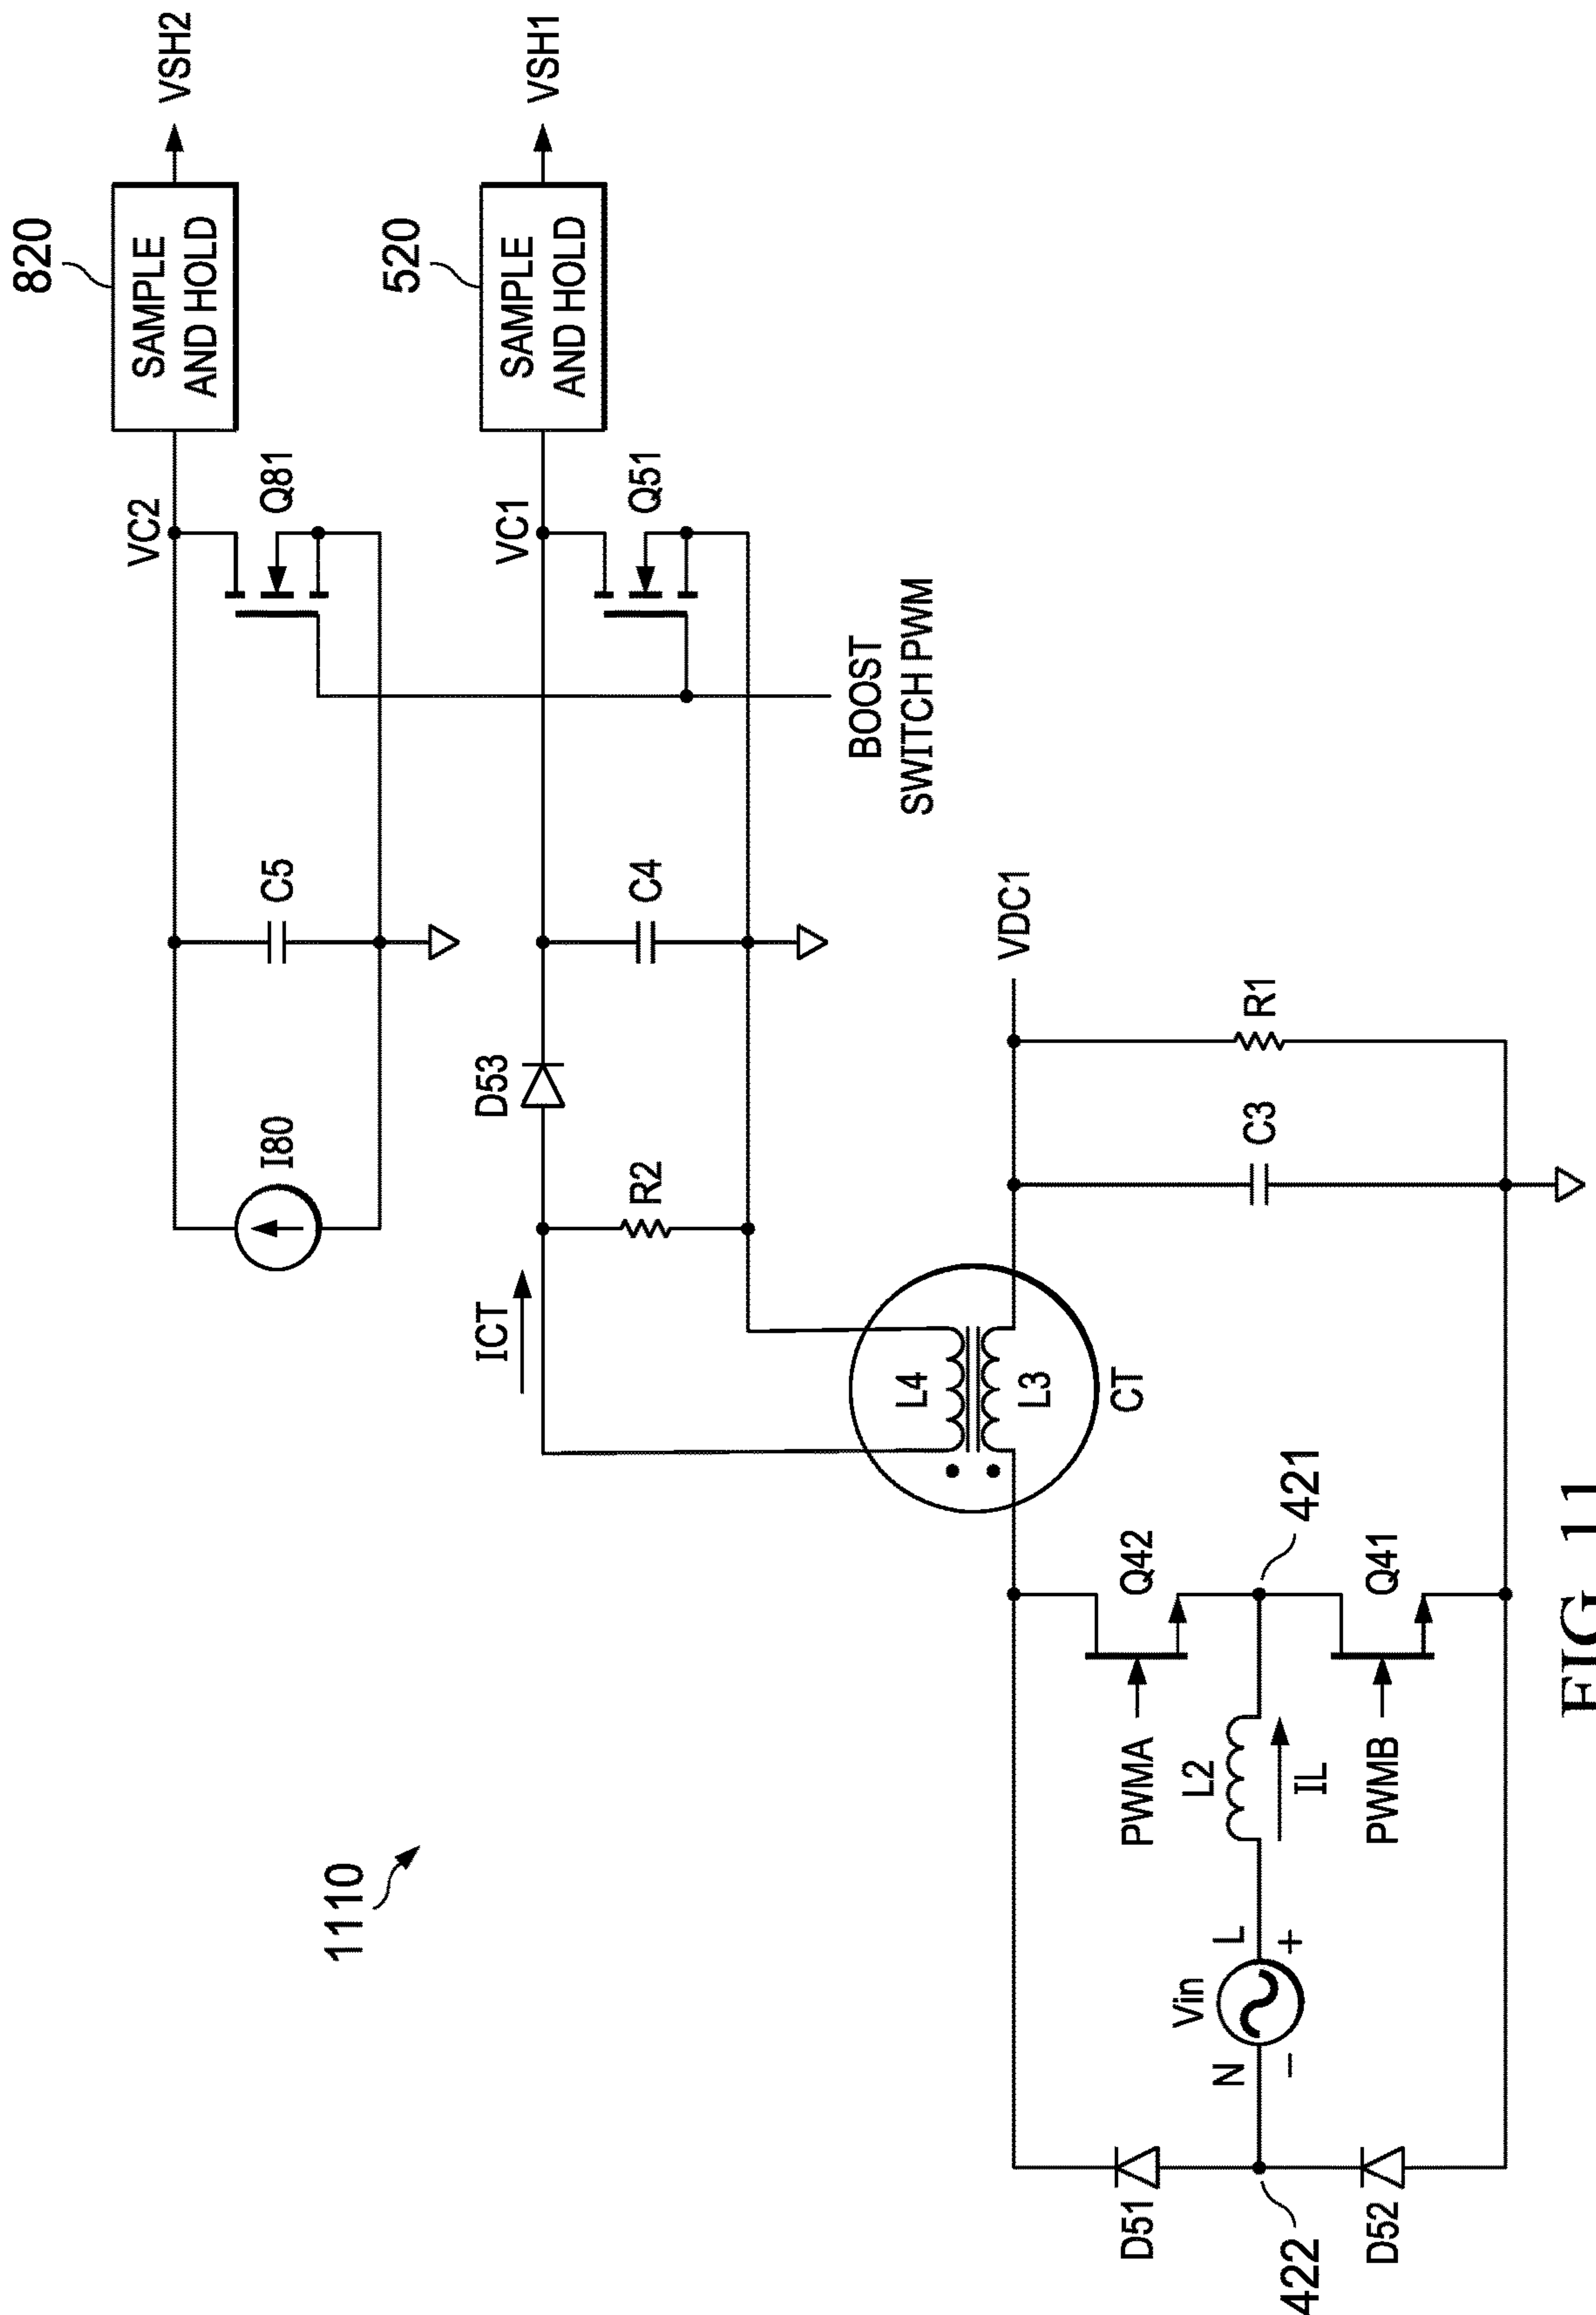 820
SAMPLE
AND HOLD
VSH2
VC2
I80
C5
Q81
1110
520
SAMPLE
AND HOLD
VSH1
ICT
D53
VC1
R2
C4
Q51
BOOST
SWITCH PWM
L4
L3
CT
VDC1
D51
N
Vin
L
−
+
PWMA
Q42
L2
IL
C3
R1
422
D52
421
PWMB
Q41
FIG. 11